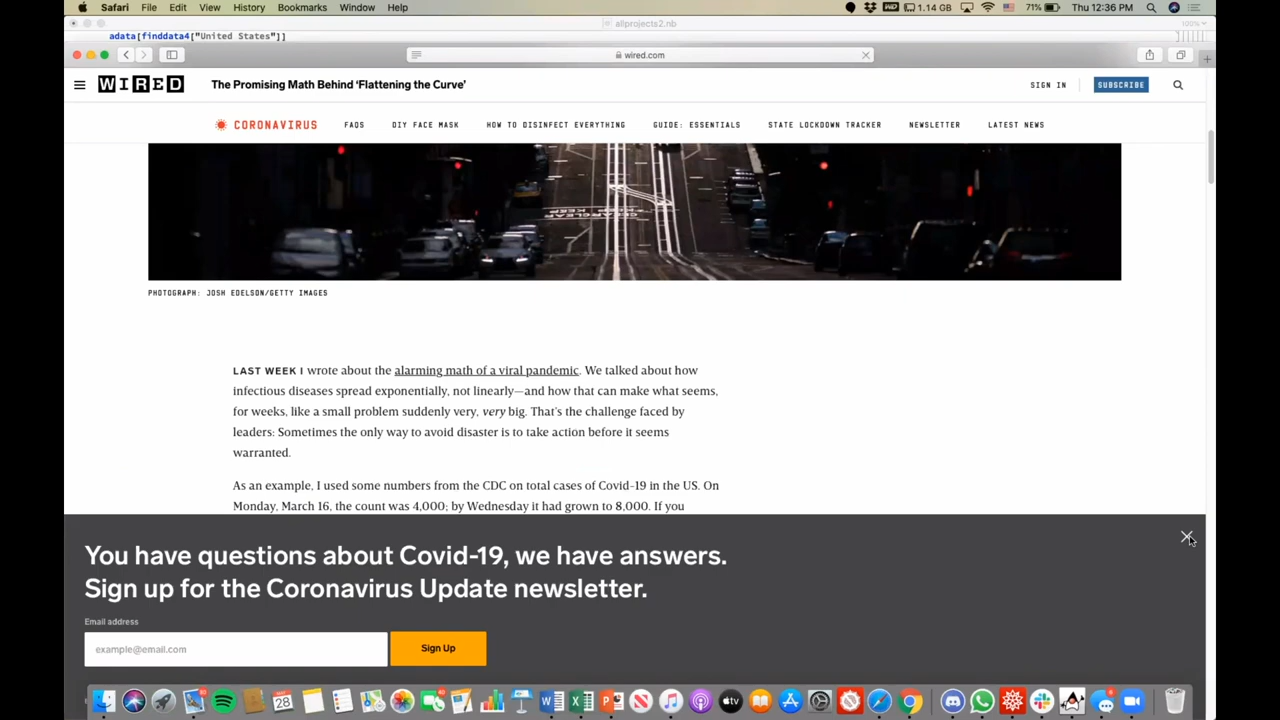 Safari File Edit View History Bookmarks Window Help 1.14 GB 71% Thu 12:36 PM
allprojects2.nb 100%
adata[finddata4["United States"]]
wired.com
WIRED The Promising Math Behind ‘Flattening the Curve’ SIGN IN SUBSCRIBE
CORONAVIRUS FAQS DIY FACE MASK HOW TO DISINFECT EVERYTHING GUIDE: ESSENTIALS STATE LOCKDOWN TRACKER NEWSLETTER LATEST NEWS
KEEP CLEAR KEEP
PHOTOGRAPH: JOSH EDELSON/GETTY IMAGES
LAST WEEK I wrote about the alarming math of a viral pandemic. We talked about how
infectious diseases spread exponentially, not linearly—and how that can make what seems,
for weeks, like a small problem suddenly very, very big. That's the challenge faced by
leaders: Sometimes the only way to avoid disaster is to take action before it seems
warranted.
As an example, I used some numbers from the CDC on total cases of Covid-19 in the US. On
Monday, March 16, the count was 4,000; by Wednesday it had grown to 8,000. If you
You have questions about Covid-19, we have answers.
Sign up for the Coronavirus Update newsletter.
Email address
example@email.com Sign Up